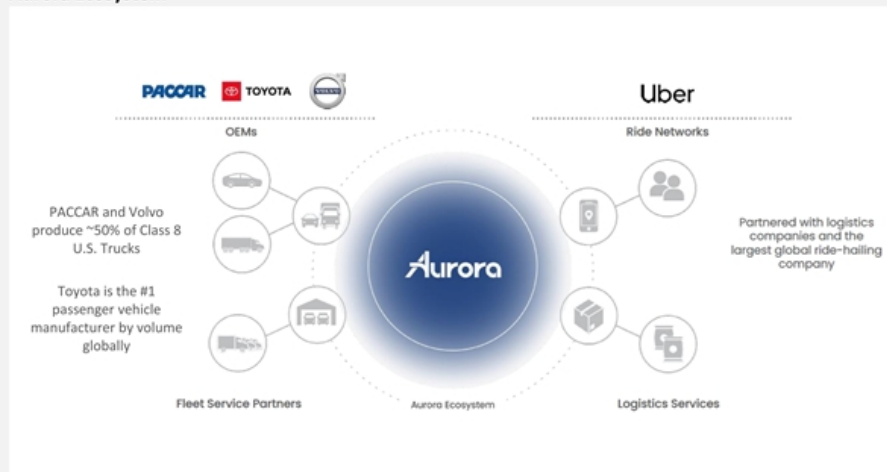 PACCAR
TOYOTA
VOLVO
Uber
OEMs
Ride Networks
PACCAR and Volvo
produce ~50% of Class 8
U.S. Trucks
Toyota is the #1
passenger vehicle
manufacturer by volume
globally
Aurora
Partnered with logistics
companies and the
largest global ride-hailing
company
Fleet Service Partners
Aurora Ecosystem
Logistics Services